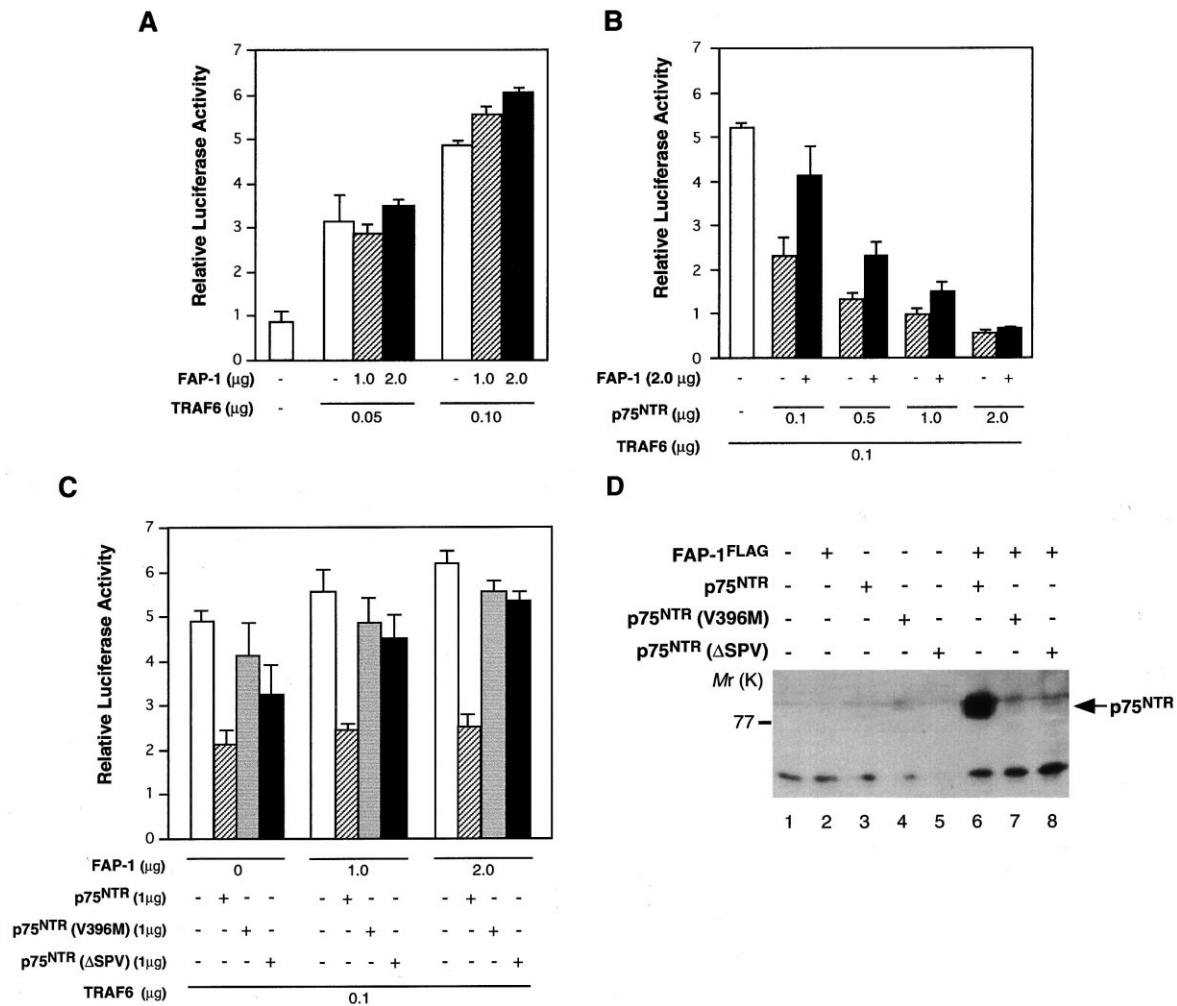 A
Relative Luciferase Activity
7
6
5
4
3
2
1
0
FAP-1 (µg) - - 1.0 2.0 - 1.0 2.0
TRAF6 (µg) - 0.05 0.10
B
Relative Luciferase Activity
7
6
5
4
3
2
1
0
FAP-1 (2.0 µg) - - + - + - + - +
p75NTR (µg) - 0.1 0.5 1.0 2.0
TRAF6 (µg) 0.1
C
Relative Luciferase Activity
7
6
5
4
3
2
1
0
FAP-1 (µg) 0 1.0 2.0
p75NTR (1µg) - + - - - + - - - + - -
p75NTR (V396M) (1µg) - - + - - - + - - - + -
p75NTR (ΔSPV) (1µg) - - - + - - - + - - - +
TRAF6 (µg) 0.1
D
FAP-1FLAG - + - - - + + +
p75NTR - - + - - + - -
p75NTR (V396M) - - - + - - + -
p75NTR (ΔSPV) - - - - + - - +
Mr (K)
77
p75NTR
1 2 3 4 5 6 7 8